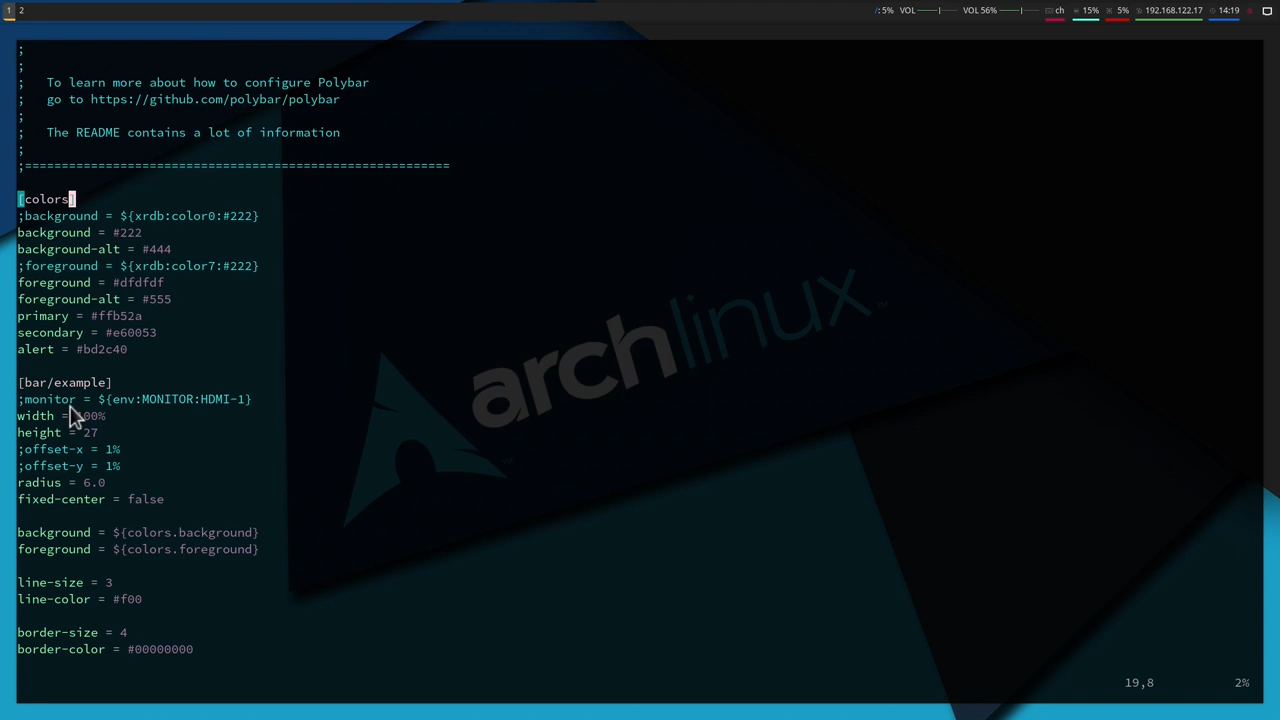 1 2 5% VOL VOL 56% ch 15% 5% 192.168.122.17 14:19
;
;
;   To learn more about how to configure Polybar
;   go to https://github.com/polybar/polybar
;
;   The README contains a lot of information
;
;==========================================================
[colors]
;background = ${xrdb:color0:#222}
background = #222
background-alt = #444
;foreground = ${xrdb:color7:#222}
foreground = #dfdfdf
foreground-alt = #555
primary = #ffb52a
secondary = #e60053
alert = #bd2c40
[bar/example]
;monitor = ${env:MONITOR:HDMI-1}
width = 100%
height = 27
;offset-x = 1%
;offset-y = 1%
radius = 6.0
fixed-center = false
background = ${colors.background}
foreground = ${colors.foreground}
line-size = 3
line-color = #f00
border-size = 4
border-color = #00000000
19,8 2%
archlinux™